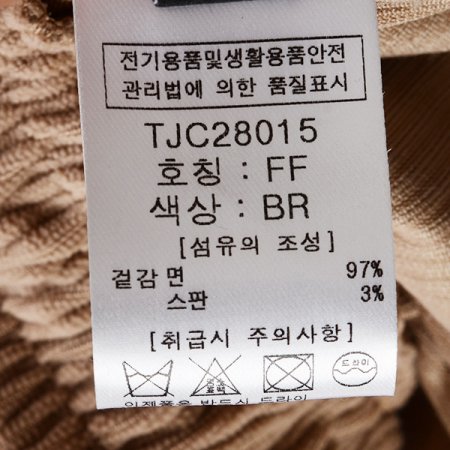 전기용품및생활용품안전
관리법에 의한 품질표시
TJC28015
호칭 : FF
색상 : BR
[섬유의 조성]
겉감 면 97%
스판 3%
[취급시 주의사항]
드라이